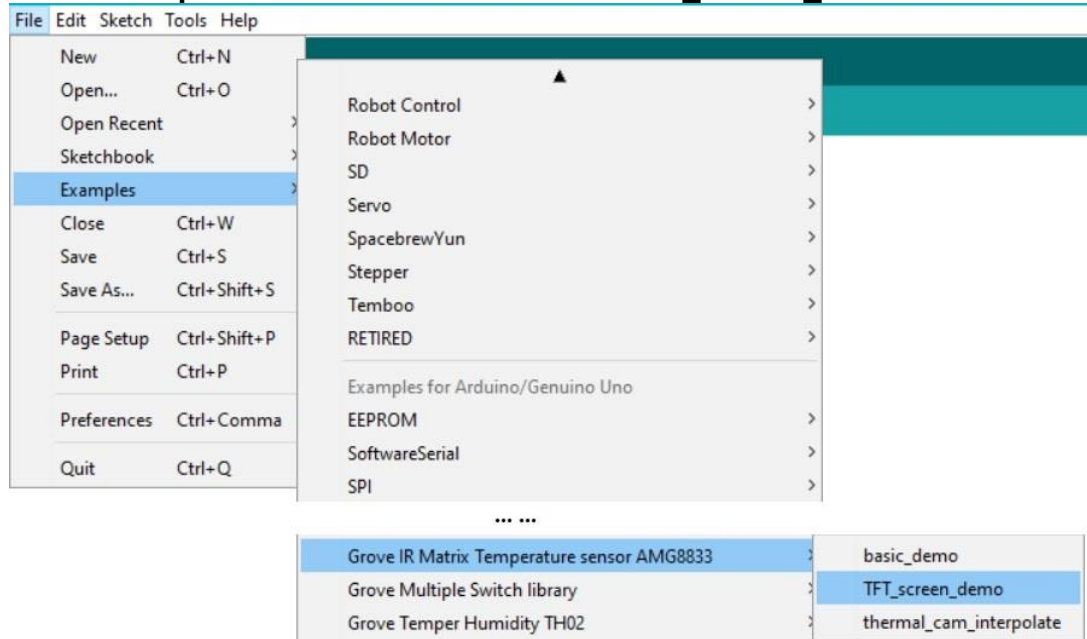 File Edit Sketch Tools Help
New Ctrl+N
Open... Ctrl+O
Open Recent
Sketchbook
Examples
Close Ctrl+W
Save Ctrl+S
Save As... Ctrl+Shift+S
Page Setup Ctrl+Shift+P
Print Ctrl+P
Preferences Ctrl+Comma
Quit Ctrl+Q
Robot Control
Robot Motor
SD
Servo
SpacebrewYun
Stepper
Temboo
RETIRED
Examples for Arduino/Genuino Uno
EEPROM
SoftwareSerial
SPI
... ...
Grove IR Matrix Temperature sensor AMG8833
Grove Multiple Switch library
Grove Temper Humidity TH02
basic_demo
TFT_screen_demo
thermal_cam_interpolate